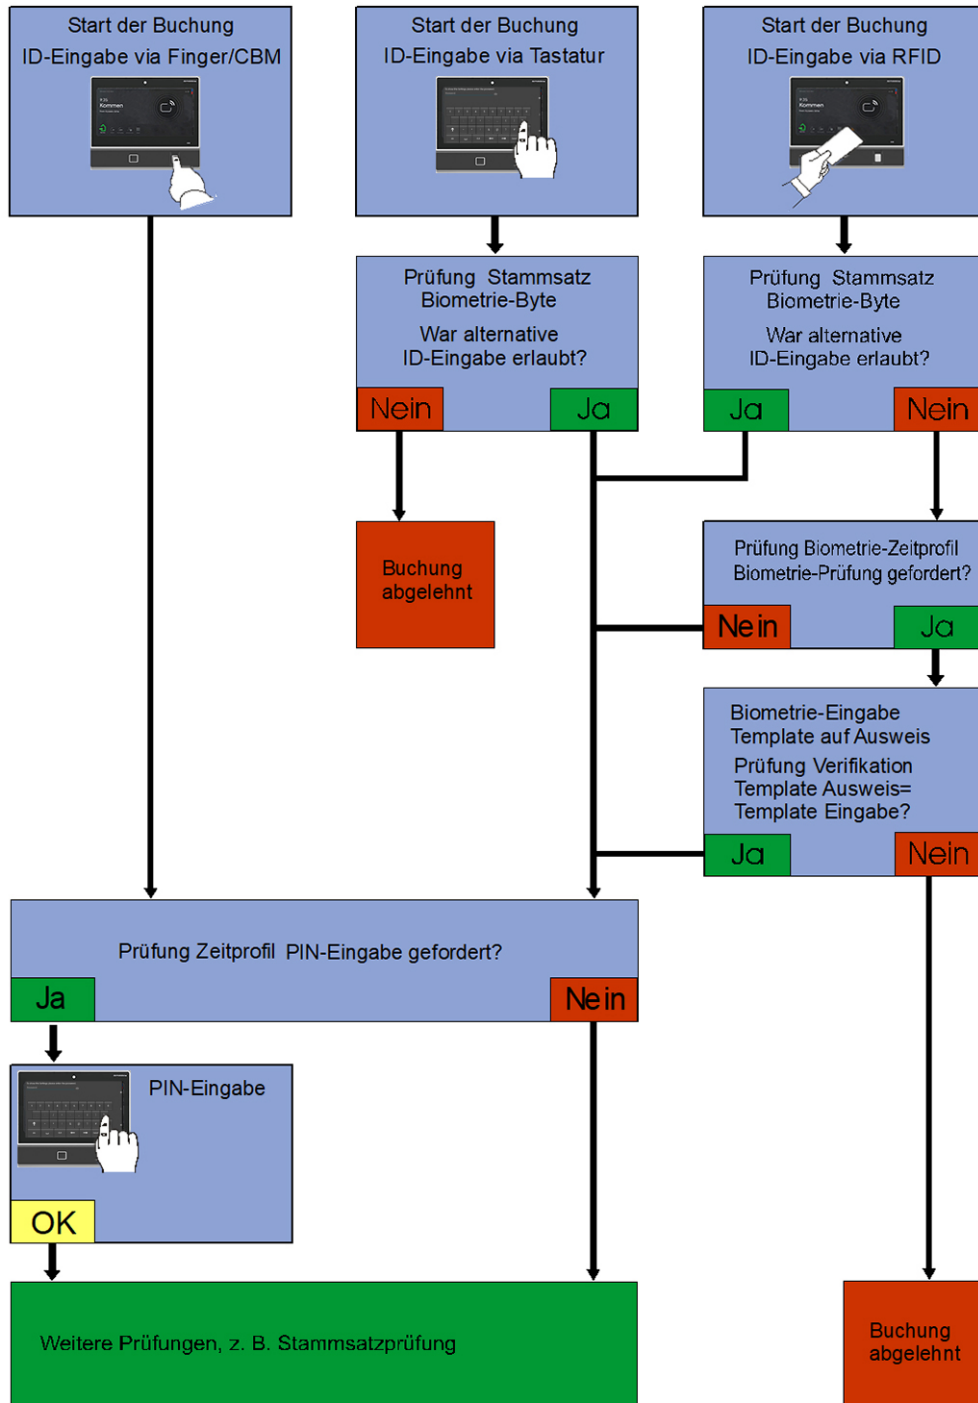 Start der Buchung
ID-Eingabe via Finger/CBM
Kommen
Start der Buchung
ID-Eingabe via Tastatur
Start der Buchung
ID-Eingabe via RFID
Kommen
Prüfung Stammsatz
Biometrie-Byte
War alternative
ID-Eingabe erlaubt?
Nein
Ja
Prüfung Stammsatz
Biometrie-Byte
War alternative
ID-Eingabe erlaubt?
Ja
Nein
Buchung
abgelehnt
Prüfung Biometrie-Zeitprofil
Biometrie-Prüfung gefordert?
Nein
Ja
Biometrie-Eingabe
Template auf Ausweis
Prüfung Verifikation
Template Ausweis=
Template Eingabe?
Ja
Nein
Prüfung Zeitprofil PIN-Eingabe gefordert?
Ja
Nein
PIN-Eingabe
OK
Weitere Prüfungen, z. B. Stammsatzprüfung
Buchung
abgelehnt